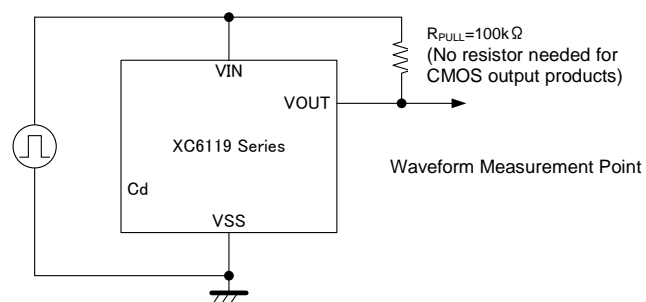 RPULL=100kΩ
(No resistor needed for
CMOS output products)
VIN
VOUT
XC6119 Series
Waveform Measurement Point
Cd
VSS